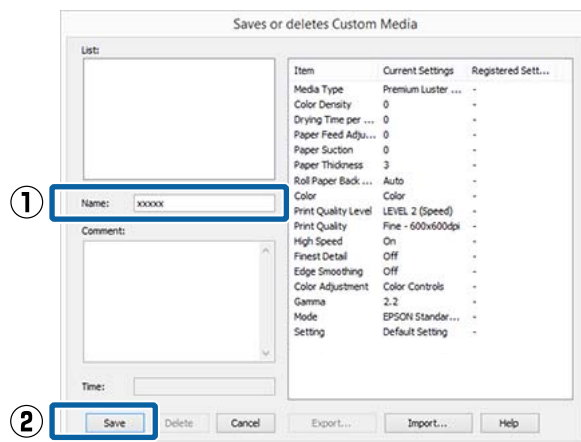 Saves or deletes Custom Media
List:
Item Current Settings Registered Sett...
Media Type Premium Luster ... -
Color Density 0 -
Drying Time per ... 0 -
Paper Feed Adju... 0 -
Paper Suction 0 -
Paper Thickness 3 -
Roll Paper Back ... Auto -
Color Color -
Print Quality Level LEVEL 2 (Speed) -
Print Quality Fine - 600x600dpi -
High Speed On -
Finest Detail Off -
Edge Smoothing Off -
Color Adjustment Color Controls -
Gamma 2.2 -
Mode EPSON Standar... -
Setting Default Setting -
1 Name: xxxxx
Comment:
Time:
2 Save Delete Cancel Export... Import... Help